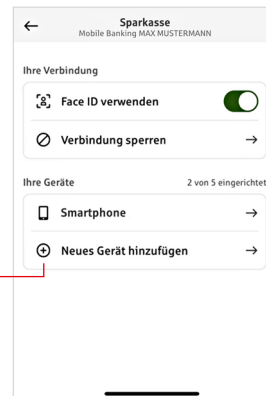 Sparkasse
Mobile Banking MAX MUSTERMANN
Ihre Verbindung
Face ID verwenden
Verbindung sperren
Ihre Geräte 2 von 5 eingerichtet
Smartphone
Neues Gerät hinzufügen